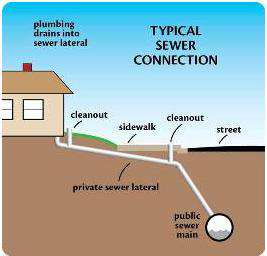 plumbing
drains into
sewer lateral
TYPICAL
SEWER
CONNECTION
cleanout
sidewalk
cleanout
street
private sewer lateral
public
sewer
main